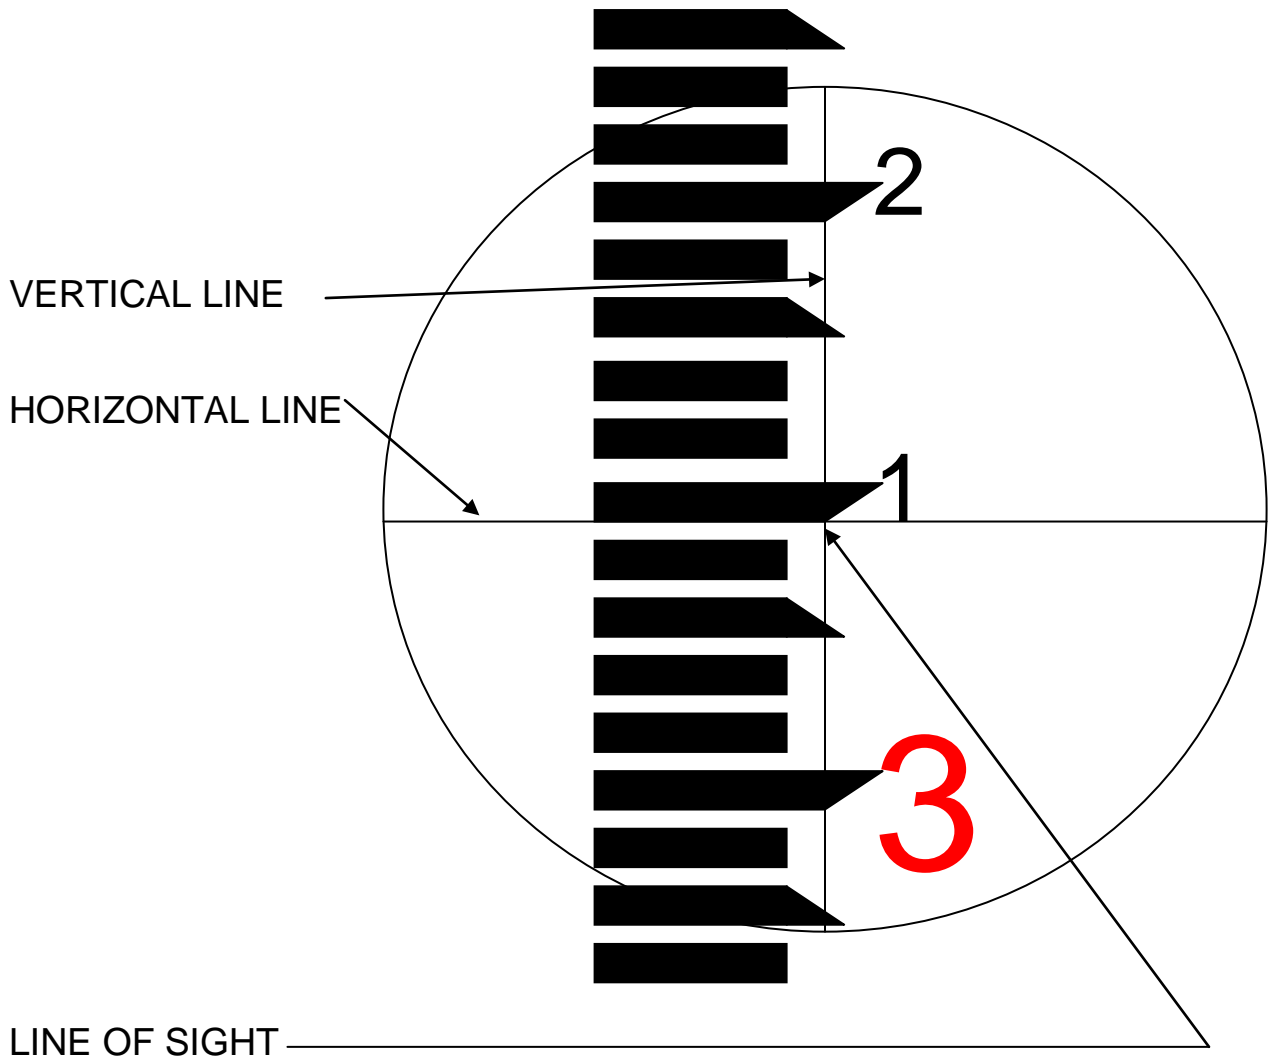 2
VERTICAL LINE
HORIZONTAL LINE
1
3
LINE OF SIGHT